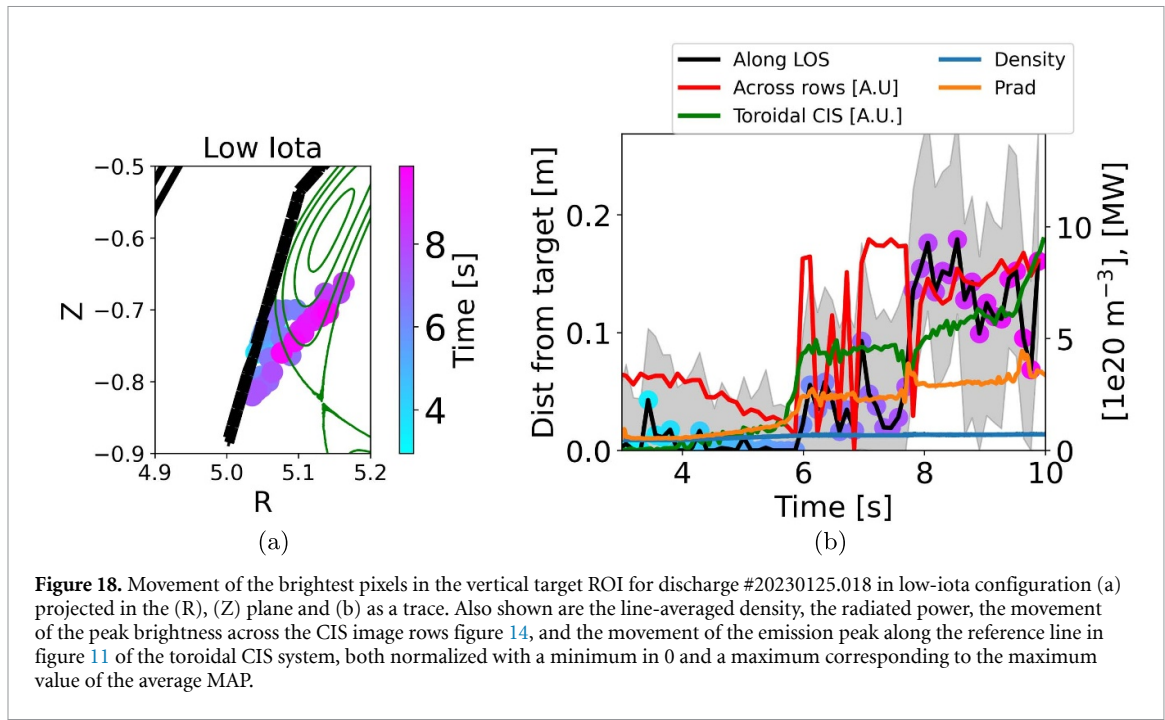 Along LOS
Across rows [A.U]
Toroidal CIS [A.U.]
Density
Prad
Low Iota
−0.5
−0.6
−0.7
−0.8
−0.9
Z
4.9
5.0
5.1
5.2
R
8
6
4
Time [s]
(a)
0.2
0.1
0.0
Dist from target [m]
4
6
8
10
Time [s]
10
5
0
[1e20 m⁻³], [MW]
(b)
Figure 18. Movement of the brightest pixels in the vertical target ROI for discharge #20230125.018 in low-iota configuration (a)
projected in the (R), (Z) plane and (b) as a trace. Also shown are the line-averaged density, the radiated power, the movement
of the peak brightness across the CIS image rows figure 14, and the movement of the emission peak along the reference line in
figure 11 of the toroidal CIS system, both normalized with a minimum in 0 and a maximum corresponding to the maximum
value of the average MAP.